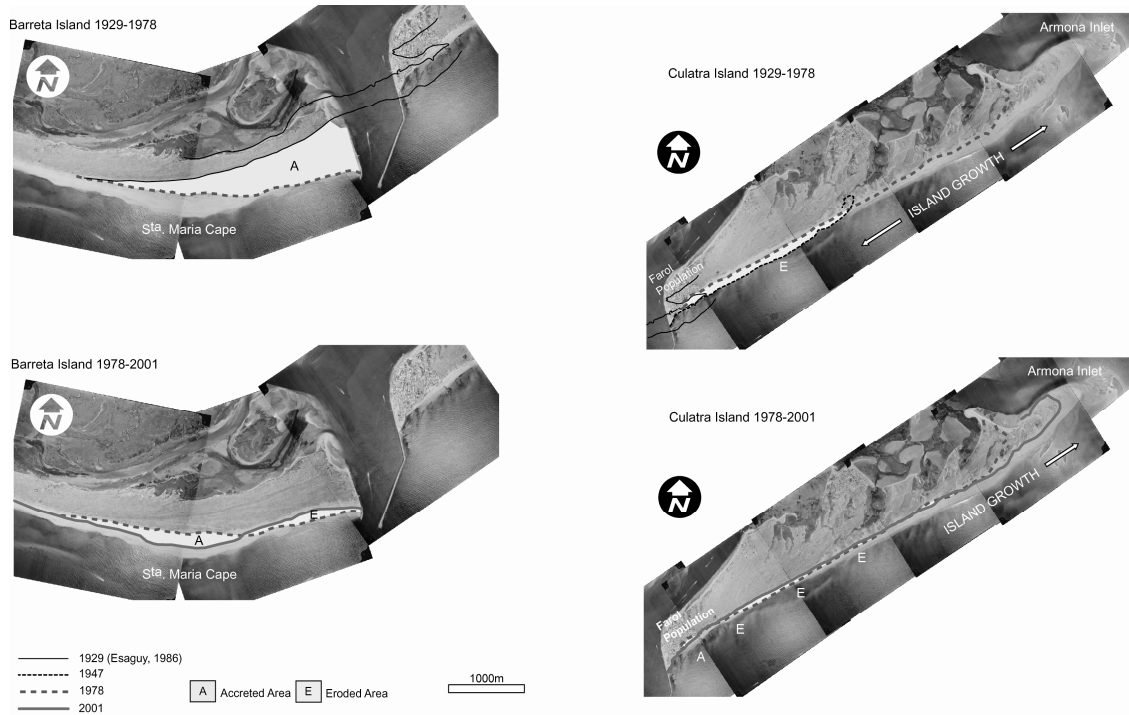 Barreta Island 1929-1978
N
A
Sta. Maria Cape
Culatra Island 1929-1978
Armona Inlet
N
ISLAND GROWTH
E
Farol
Population
Barreta Island 1978-2001
N
E
A
Sta. Maria Cape
Culatra Island 1978-2001
Armona Inlet
N
ISLAND GROWTH
E
E
E
A
Farol
Population
1929 (Esaguy, 1986)
1947
1978
2001
A Accreted Area
E Eroded Area
1000m